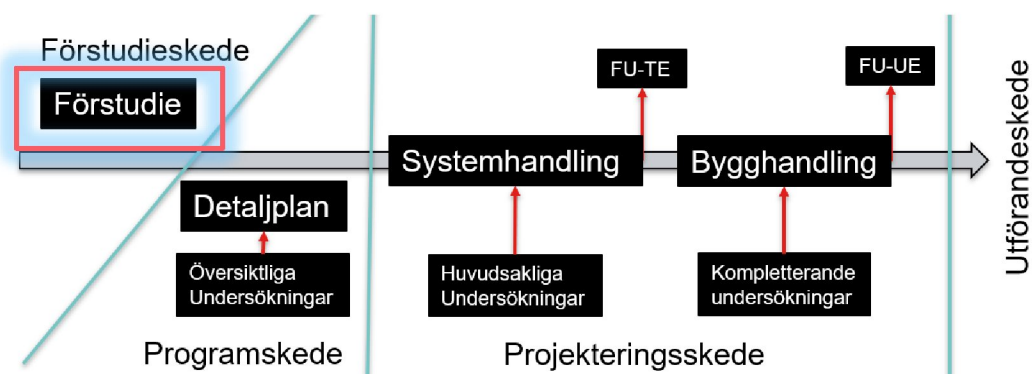 Förstudieskede
Förstudie
FU-TE
FU-UE
Systemhandling
Bygghandling
Detaljplan
Översiktliga
Undersökningar
Huvudsakliga
Undersökningar
Kompletterande
undersökningar
Programskede
Projekteringsskede
Utförandeskede